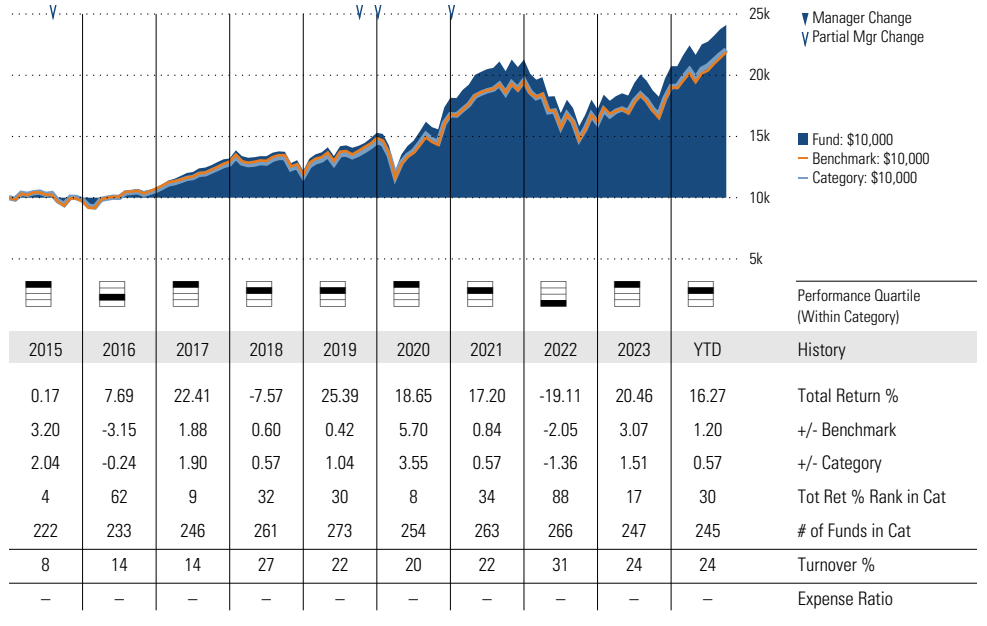 25k
20k
15k
10k
5k
Manager Change
Partial Mgr Change
Fund: $10,000
Benchmark: $10,000
Category: $10,000
Performance Quartile
(Within Category)
2015 2016 2017 2018 2019 2020 2021 2022 2023 YTD History
0.17 7.69 22.41 -7.57 25.39 18.65 17.20 -19.11 20.46 16.27 Total Return %
3.20 -3.15 1.88 0.60 0.42 5.70 0.84 -2.05 3.07 1.20 +/- Benchmark
2.04 -0.24 1.90 0.57 1.04 3.55 0.57 -1.36 1.51 0.57 +/- Category
4 62 9 32 30 8 34 88 17 30 Tot Ret % Rank in Cat
222 233 246 261 273 254 263 266 247 245 # of Funds in Cat
8 14 14 27 22 20 22 31 24 24 Turnover %
– – – – – – – – – – Expense Ratio